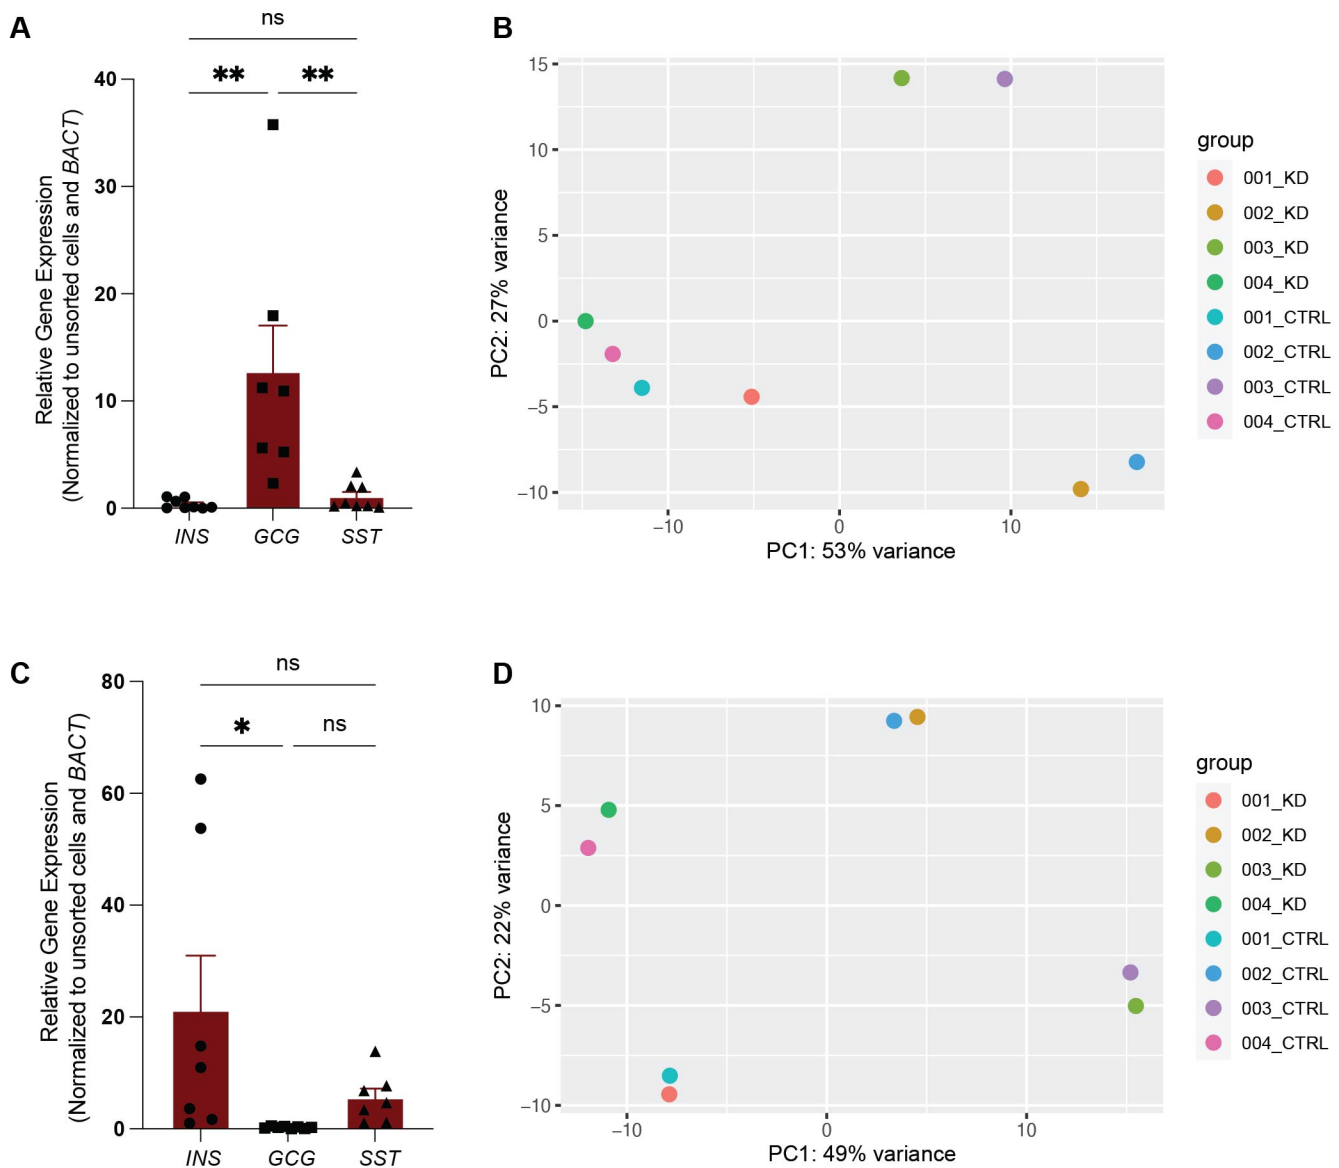 A
ns
** **
40
30
20
10
0
Relative Gene Expression
(Normalized to unsorted cells and BACT)
INS GCG SST
B
15
10
5
0
−5
−10
PC2: 27% variance
−10 0 10
PC1: 53% variance
group
001_KD
002_KD
003_KD
004_KD
001_CTRL
002_CTRL
003_CTRL
004_CTRL
C
ns
* ns
80
60
40
20
0
Relative Gene Expression
(Normalized to unsorted cells and BACT)
INS GCG SST
D
10
5
0
−5
−10
PC2: 22% variance
−10 0 10
PC1: 49% variance
group
001_KD
002_KD
003_KD
004_KD
001_CTRL
002_CTRL
003_CTRL
004_CTRL